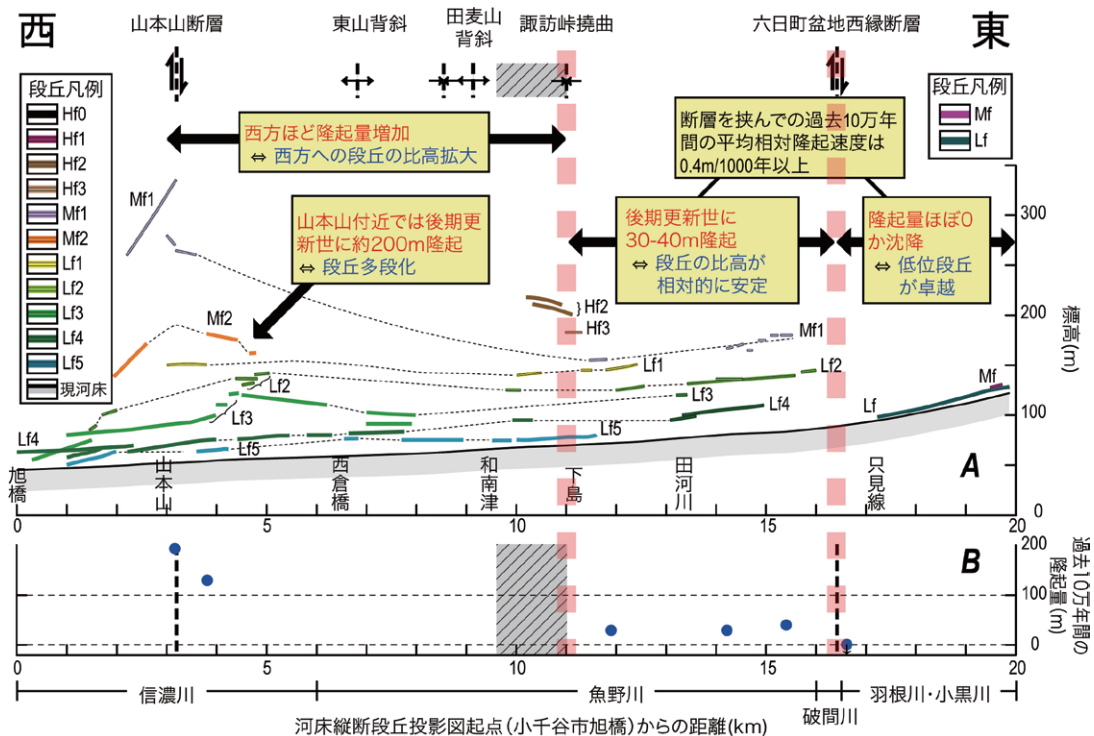 西
東
山本山断層
東山背斜
田麦山
背斜
諏訪峠撓曲
六日町盆地西縁断層
段丘凡例
Hf0
Hf1
Hf2
Hf3
Mf1
Mf2
Lf1
Lf2
Lf3
Lf4
Lf5
現河床
段丘凡例
Mf
Lf
西方ほど隆起量増加
⇔ 西方への段丘の比高拡大
断層を挟んでの過去10万年
間の平均相対隆起速度は
0.4m/1000年以上
山本山付近では後期更
新世に約200m隆起
⇔ 段丘多段化
後期更新世に
30-40m隆起
⇔ 段丘の比高が
相対的に安定
隆起量ほぼ0
か沈降
⇔ 低位段丘
が卓越
Mf1
Mf2
Hf2
Hf3
Mf1
Lf1
Lf2
Lf2
Lf3
Lf3
Lf4
Lf4
Lf5
Lf5
Lf
Mf
300
200
100
0
標高(m)
旭橋
山本山
西倉橋
和南津
下島
田河川
只見線
A
0
5
10
15
20
B
200
100
0
過去10万年間の
隆起量(m)
0
5
10
15
20
信濃川
魚野川
破間川
羽根川・小黒川
河床縦断段丘投影図起点(小千谷市旭橋)からの距離(km)